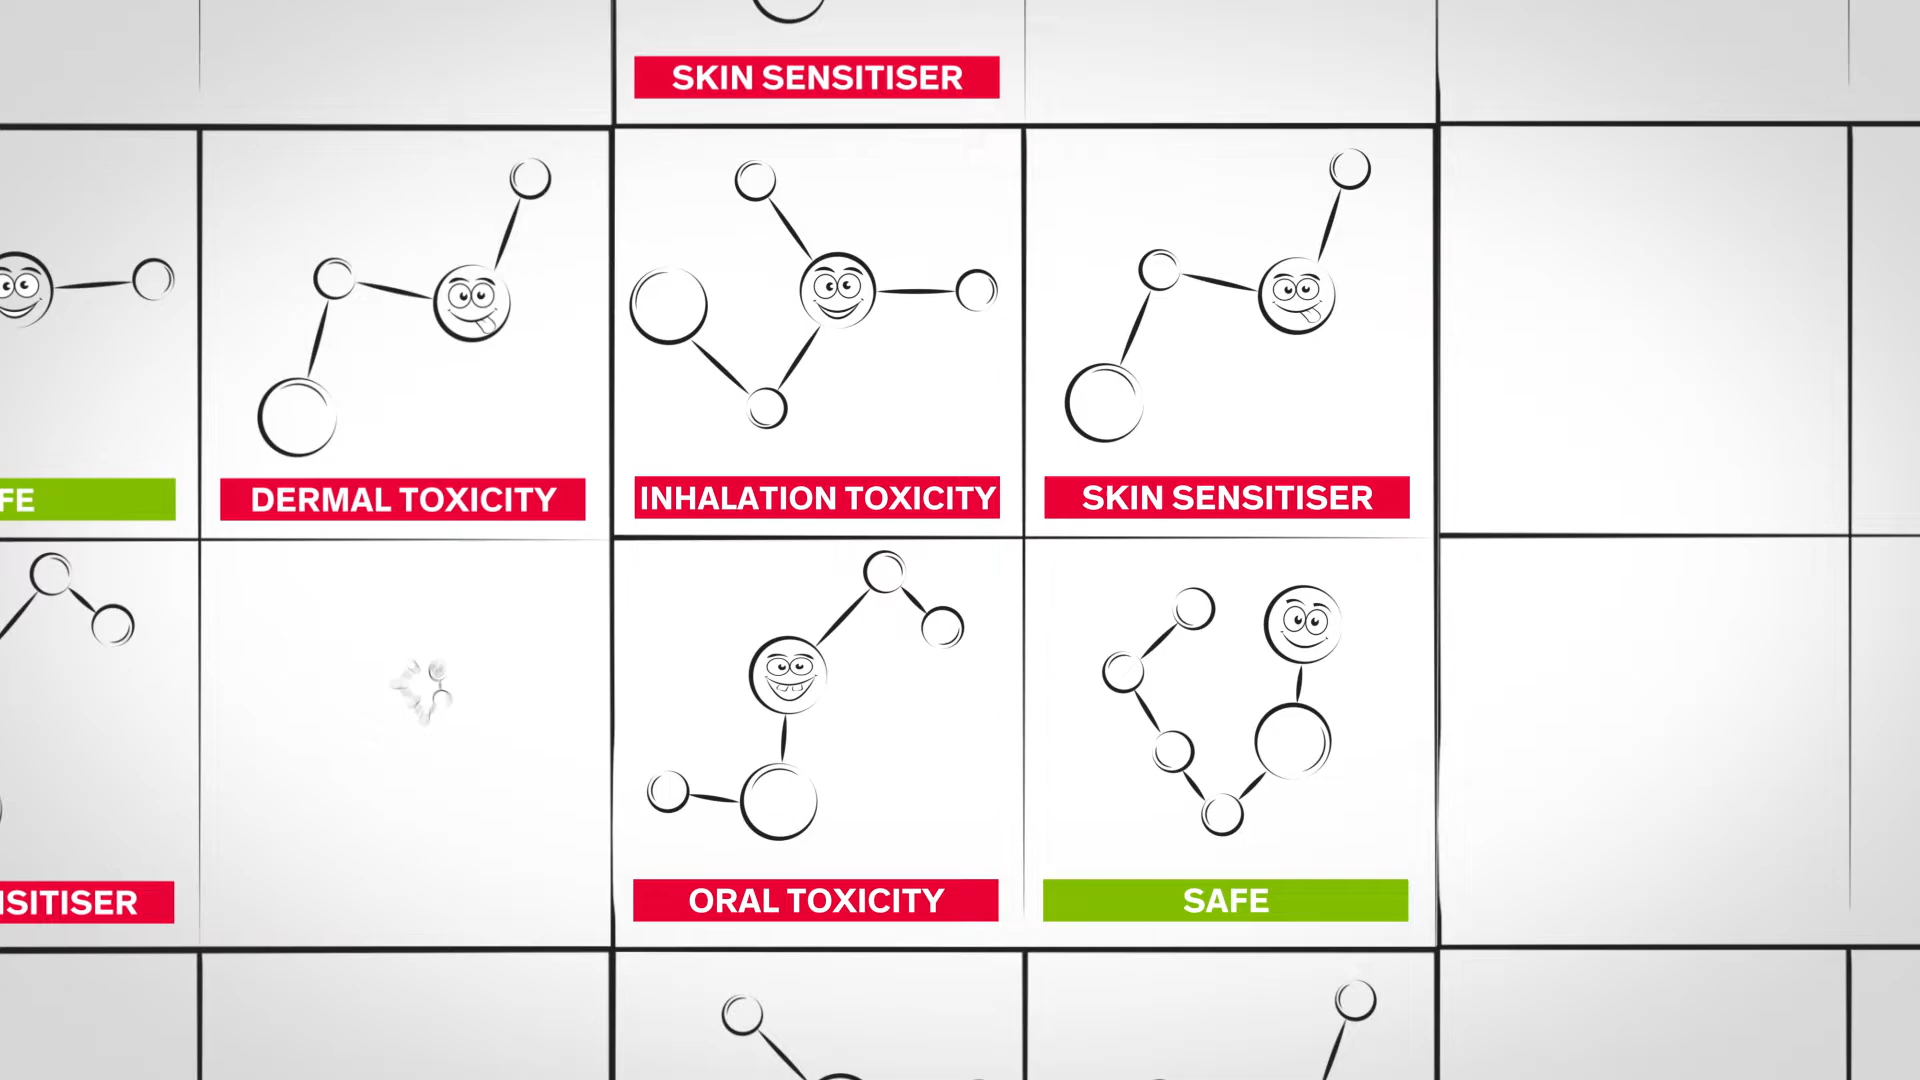 SKIN SENSITISER
FE
DERMAL TOXICITY
INHALATION TOXICITY
SKIN SENSITISER
SITISER
ORAL TOXICITY
SAFE